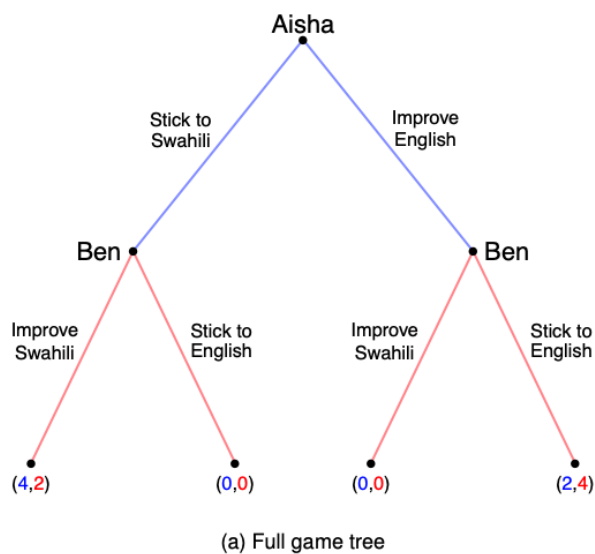 Aisha
Stick to
Swahili
Improve
English
Ben
Ben
Improve
Swahili
Stick to
English
Improve
Swahili
Stick to
English
(4,2)
(0,0)
(0,0)
(2,4)
(a) Full game tree